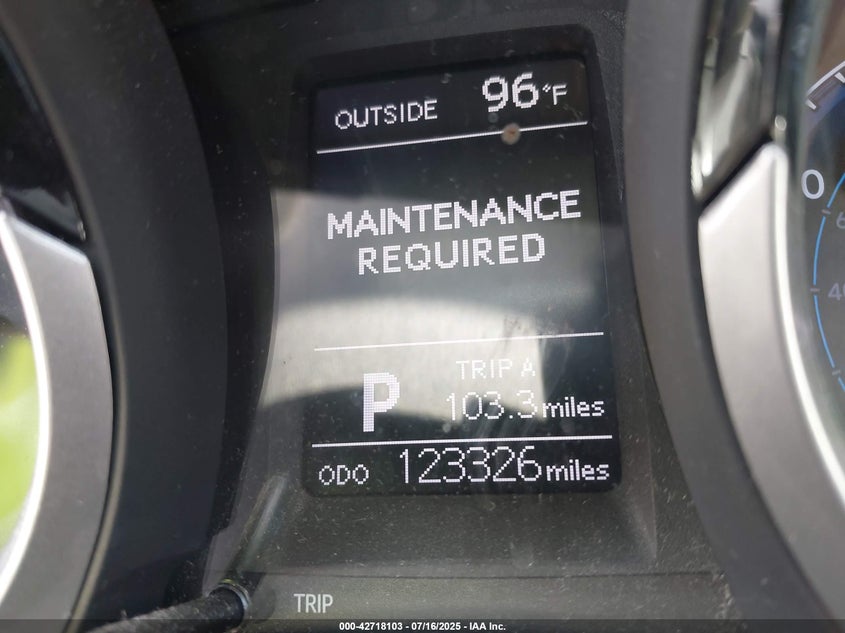 OUTSIDE 96°F
MAINTENANCE
REQUIRED
TRIP A
P 103.3 miles
ODO 123326 miles
TRIP
000-42718103 - 07/16/2025 - IAA Inc.